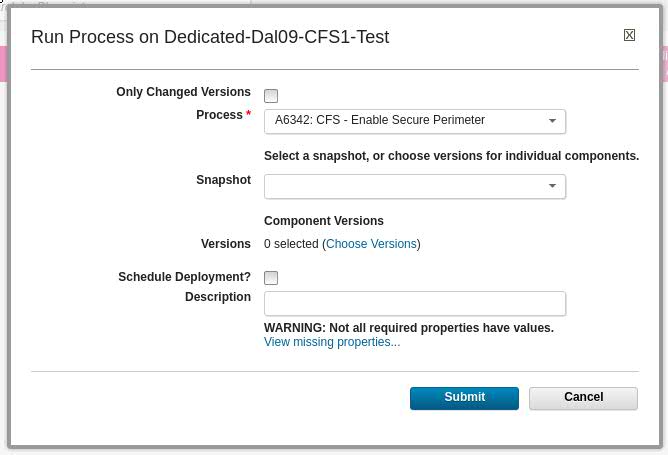 Run Process on Dedicated-Dal09-CFS1-Test
X
Only Changed Versions
Process * A6342: CFS - Enable Secure Perimeter
Select a snapshot, or choose versions for individual components.
Snapshot
Component Versions
Versions 0 selected (Choose Versions)
Schedule Deployment?
Description
WARNING: Not all required properties have values.
View missing properties...
Submit Cancel